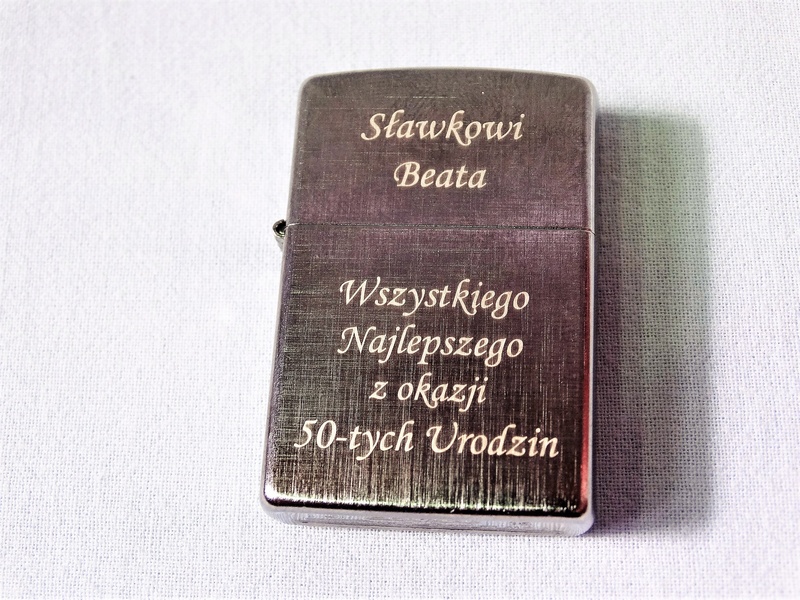 Sławkowi
Beata
Wszystkiego
Najlepszego
z okazji
50-tych Urodzin